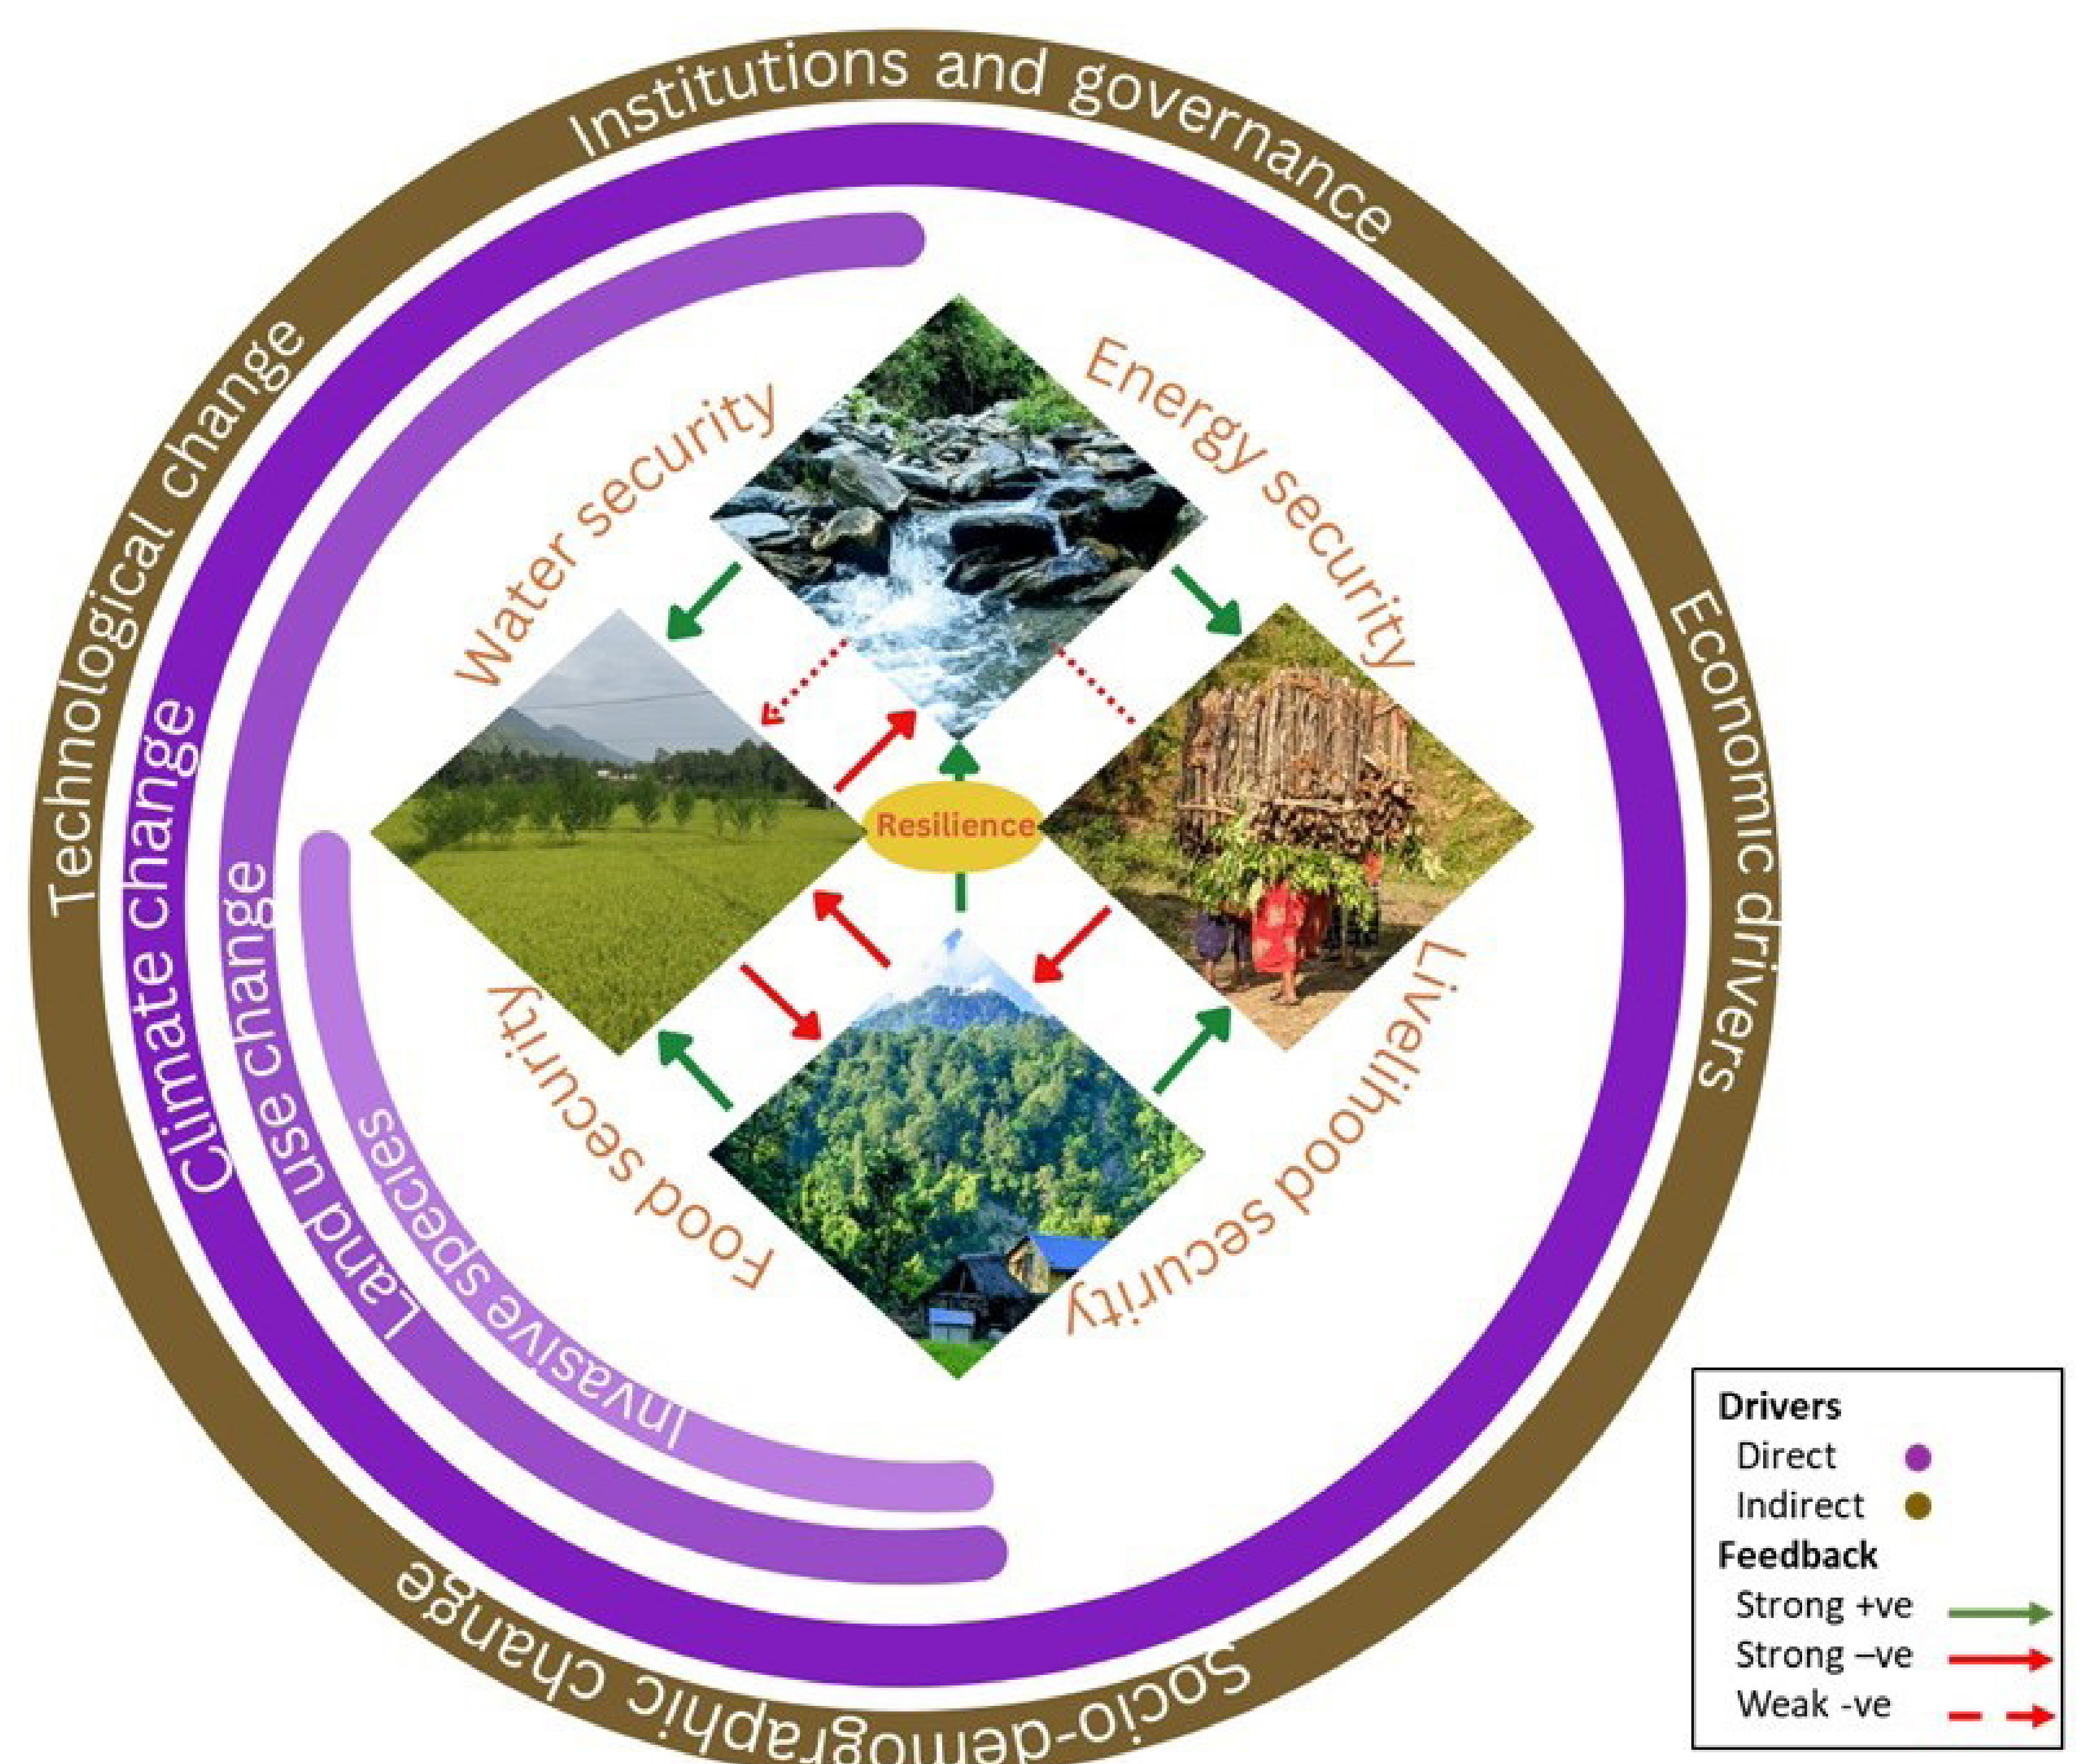 Institutions and governance
Technological change
Economic drivers
Socio-demographic change
Climate change
Land use change
Invasive species
Water security
Energy security
Food security
Livelihood security
Resilience
Drivers
Direct
Indirect
Feedback
Strong +ve
Strong –ve
Weak -ve